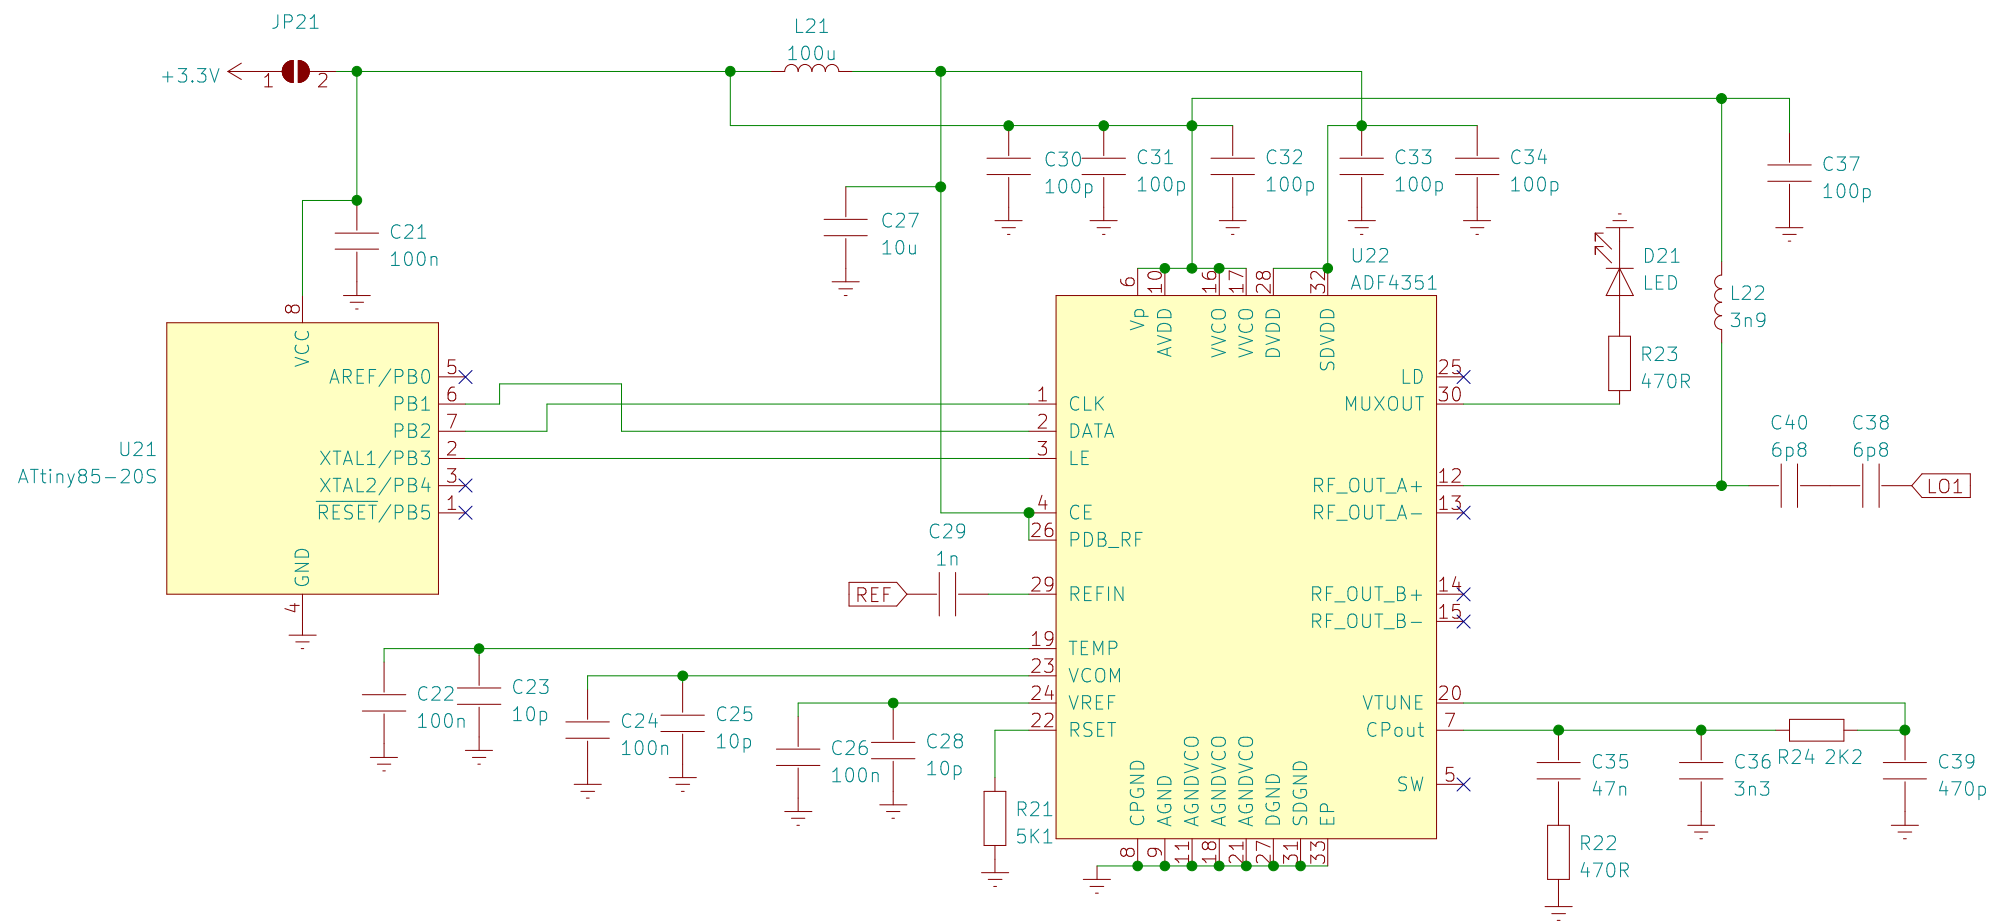 JP21
+3.3V
1
2
L21
100u
C30
100p
C31
100p
C32
100p
C33
100p
C34
100p
C37
100p
C21
100n
C27
10u
U22
ADF4351
D21
LED
L22
3n9
R23
470R
8
VCC
AREF/PB0
5
PB1
6
PB2
7
XTAL1/PB3
2
XTAL2/PB4
3
RESET/PB5
1
GND
4
U21
ATtiny85-20S
6
10
16
17
28
32
Vp
AVDD
VVCO
VVCO
DVDD
SDVDD
1
CLK
2
DATA
3
LE
4
CE
26
PDB_RF
29
REFIN
19
TEMP
23
VCOM
24
VREF
22
RSET
LD
25
MUXOUT
30
RF_OUT_A+
12
RF_OUT_A-
13
RF_OUT_B+
14
RF_OUT_B-
15
VTUNE
20
CPout
7
SW
5
CPGND
AGND
AGNDVCO
AGNDVCO
AGNDVCO
DGND
SDGND
EP
8
9
11
18
21
27
31
33
C40
6p8
C38
6p8
LO1
C29
1n
REF
C22
100n
C23
10p
C24
100n
C25
10p
C26
100n
C28
10p
R21
5K1
C35
47n
C36
3n3
R24 2K2
C39
470p
R22
470R